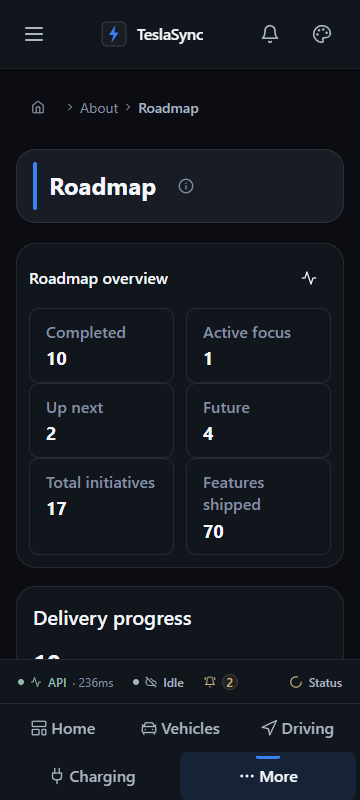 TeslaSync
About
Roadmap
Roadmap
Roadmap overview
Completed
10
Active focus
1
Up next
2
Future
4
Total initiatives
17
Features
shipped
70
Delivery progress
API · 236ms
Idle
2
Status
Home
Vehicles
Driving
Charging
More